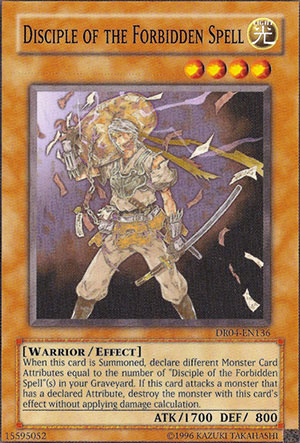 DISCIPLE OF THE FORBIDDEN SPELL
LIGHT
光
DR04-EN136
[WARRIOR/EFFECT]
When this card is Summoned, declare different Monster Card
Attributes equal to the number of "Disciple of the Forbidden
Spell"(s) in your Graveyard. If this card attacks a monster that
has a declared Attribute, destroy the monster with this card's
effect without applying damage calculation.
ATK/1700 DEF/ 800
15595052
©1996 KAZUKI TAKAHASHI